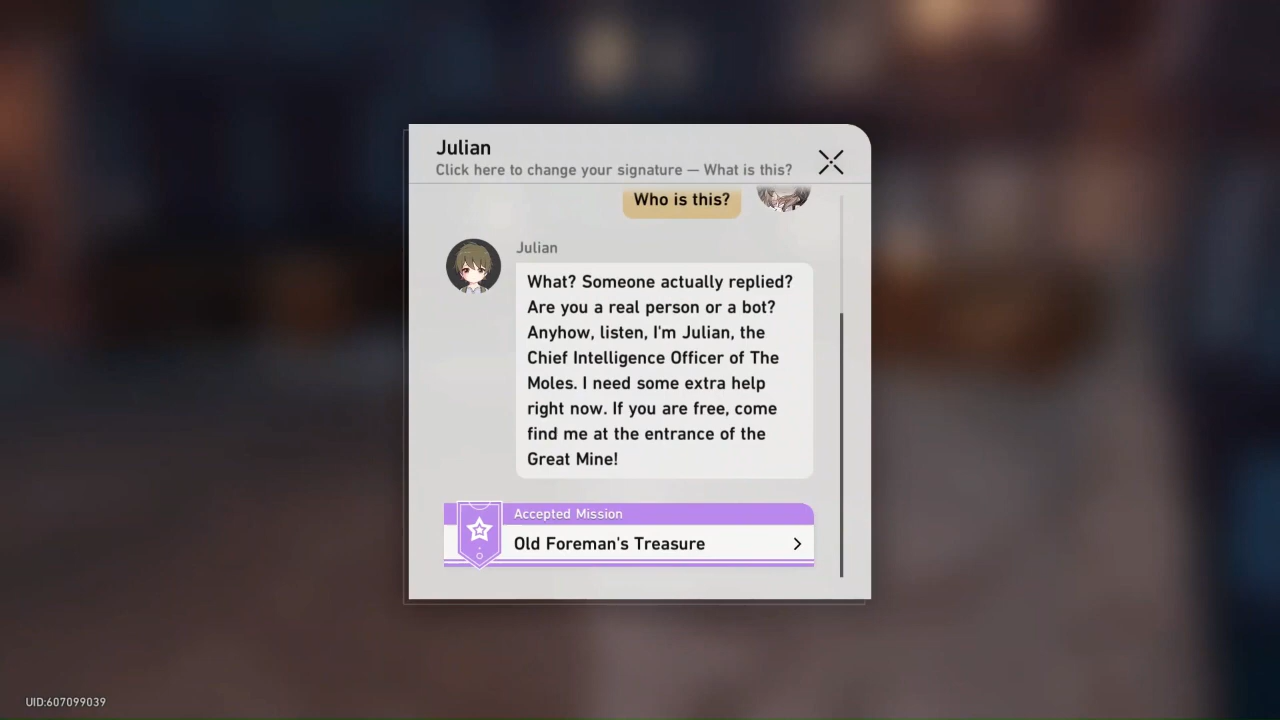 Julian
Click here to change your signature — What is this?
Who is this?
Julian
What? Someone actually replied?
Are you a real person or a bot?
Anyhow, listen, I'm Julian, the
Chief Intelligence Officer of The
Moles. I need some extra help
right now. If you are free, come
find me at the entrance of the
Great Mine!
Accepted Mission
Old Foreman's Treasure
UID:607099039